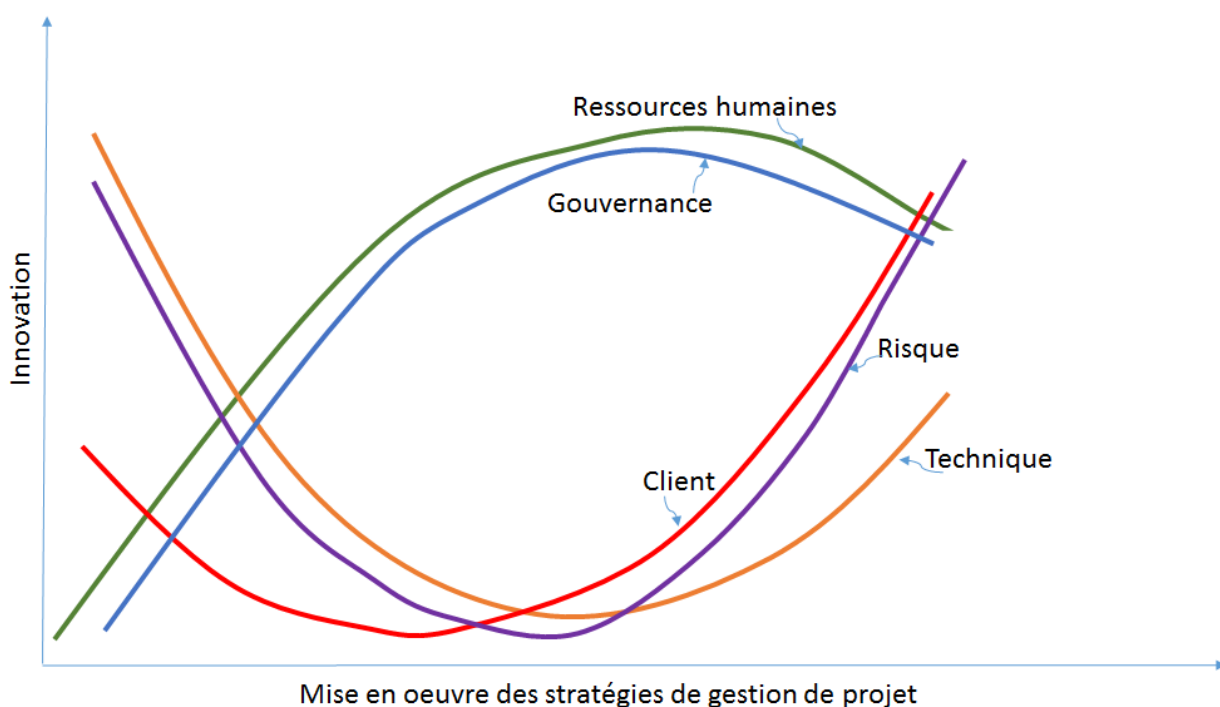 Ressources humaines
Gouvernance
Innovation
Risque
Technique
Client
Mise en oeuvre des stratégies de gestion de projet